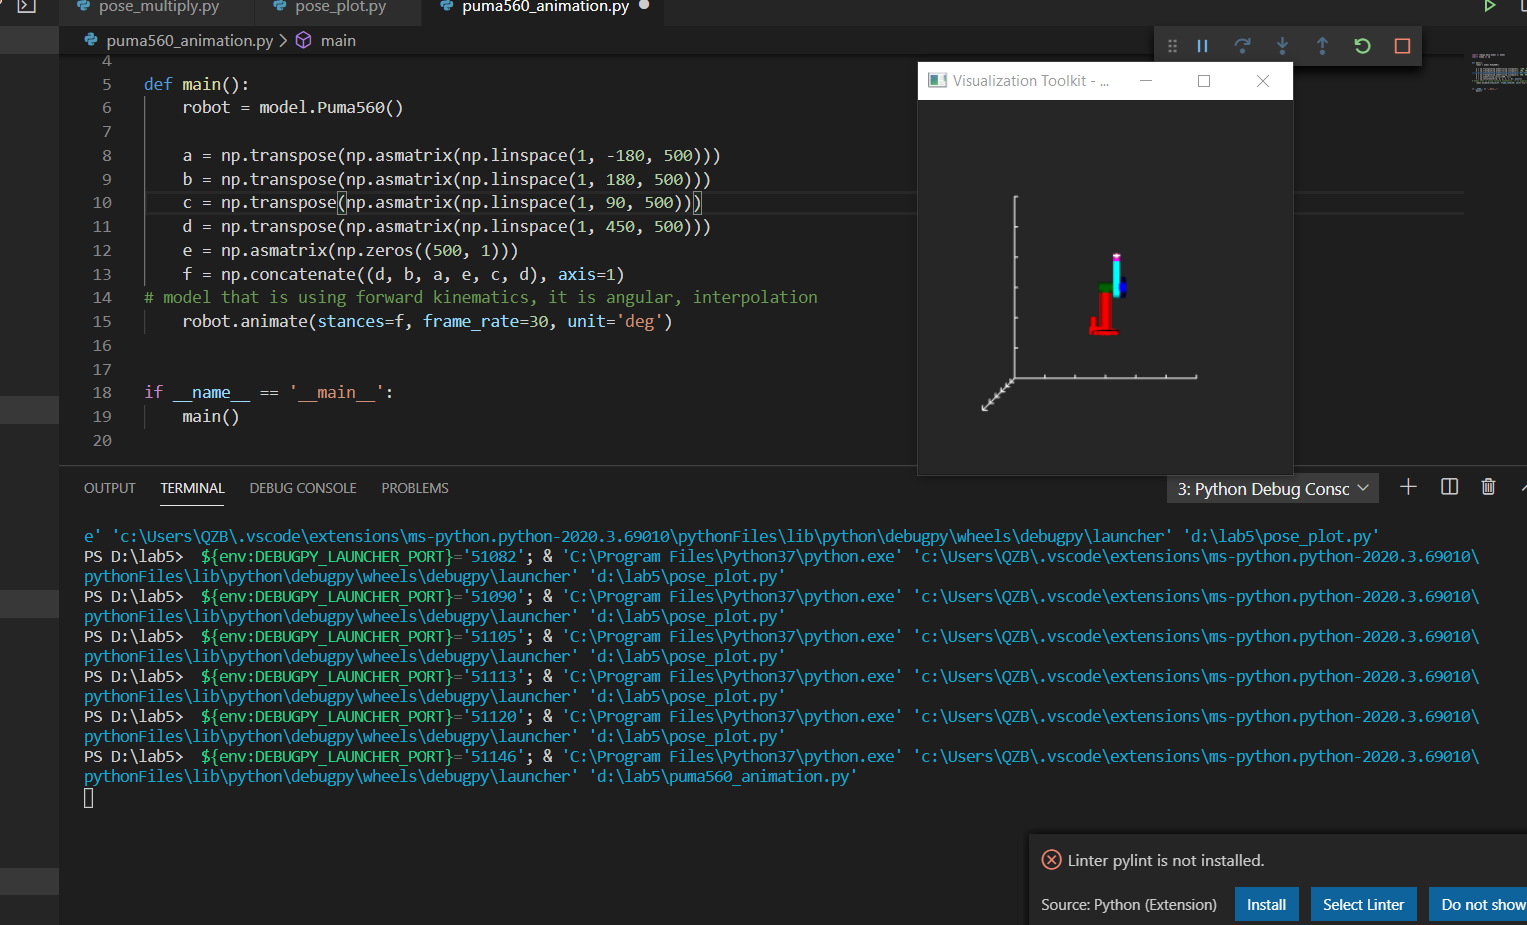 pose_multiply.py pose_plot.py puma560_animation.py
puma560_animation.py > main
Visualization Toolkit - ...
4
5 def main():
6 robot = model.Puma560()
7
8 a = np.transpose(np.asmatrix(np.linspace(1, -180, 500)))
9 b = np.transpose(np.asmatrix(np.linspace(1, 180, 500)))
10 c = np.transpose(np.asmatrix(np.linspace(1, 90, 500)))
11 d = np.transpose(np.asmatrix(np.linspace(1, 450, 500)))
12 e = np.asmatrix(np.zeros((500, 1)))
13 f = np.concatenate((d, b, a, e, c, d), axis=1)
14 # model that is using forward kinematics, it is angular, interpolation
15 robot.animate(stances=f, frame_rate=30, unit='deg')
16
17
18 if __name__ == '__main__':
19 main()
20
OUTPUT TERMINAL DEBUG CONSOLE PROBLEMS 3: Python Debug Consc
e' 'c:\Users\QZB\.vscode\extensions\ms-python.python-2020.3.69010\pythonFiles\lib\python\debugpy\wheels\debugpy\launcher' 'd:\lab5\pose_plot.py'
PS D:\lab5> ${env:DEBUGPY_LAUNCHER_PORT}='51082'; & 'C:\Program Files\Python37\python.exe' 'c:\Users\QZB\.vscode\extensions\ms-python.python-2020.3.69010\
pythonFiles\lib\python\debugpy\wheels\debugpy\launcher' 'd:\lab5\pose_plot.py'
PS D:\lab5> ${env:DEBUGPY_LAUNCHER_PORT}='51090'; & 'C:\Program Files\Python37\python.exe' 'c:\Users\QZB\.vscode\extensions\ms-python.python-2020.3.69010\
pythonFiles\lib\python\debugpy\wheels\debugpy\launcher' 'd:\lab5\pose_plot.py'
PS D:\lab5> ${env:DEBUGPY_LAUNCHER_PORT}='51105'; & 'C:\Program Files\Python37\python.exe' 'c:\Users\QZB\.vscode\extensions\ms-python.python-2020.3.69010\
pythonFiles\lib\python\debugpy\wheels\debugpy\launcher' 'd:\lab5\pose_plot.py'
PS D:\lab5> ${env:DEBUGPY_LAUNCHER_PORT}='51113'; & 'C:\Program Files\Python37\python.exe' 'c:\Users\QZB\.vscode\extensions\ms-python.python-2020.3.69010\
pythonFiles\lib\python\debugpy\wheels\debugpy\launcher' 'd:\lab5\pose_plot.py'
PS D:\lab5> ${env:DEBUGPY_LAUNCHER_PORT}='51120'; & 'C:\Program Files\Python37\python.exe' 'c:\Users\QZB\.vscode\extensions\ms-python.python-2020.3.69010\
pythonFiles\lib\python\debugpy\wheels\debugpy\launcher' 'd:\lab5\pose_plot.py'
PS D:\lab5> ${env:DEBUGPY_LAUNCHER_PORT}='51146'; & 'C:\Program Files\Python37\python.exe' 'c:\Users\QZB\.vscode\extensions\ms-python.python-2020.3.69010\
pythonFiles\lib\python\debugpy\wheels\debugpy\launcher' 'd:\lab5\puma560_animation.py'
Linter pylint is not installed.
Source: Python (Extension) Install Select Linter Do not show